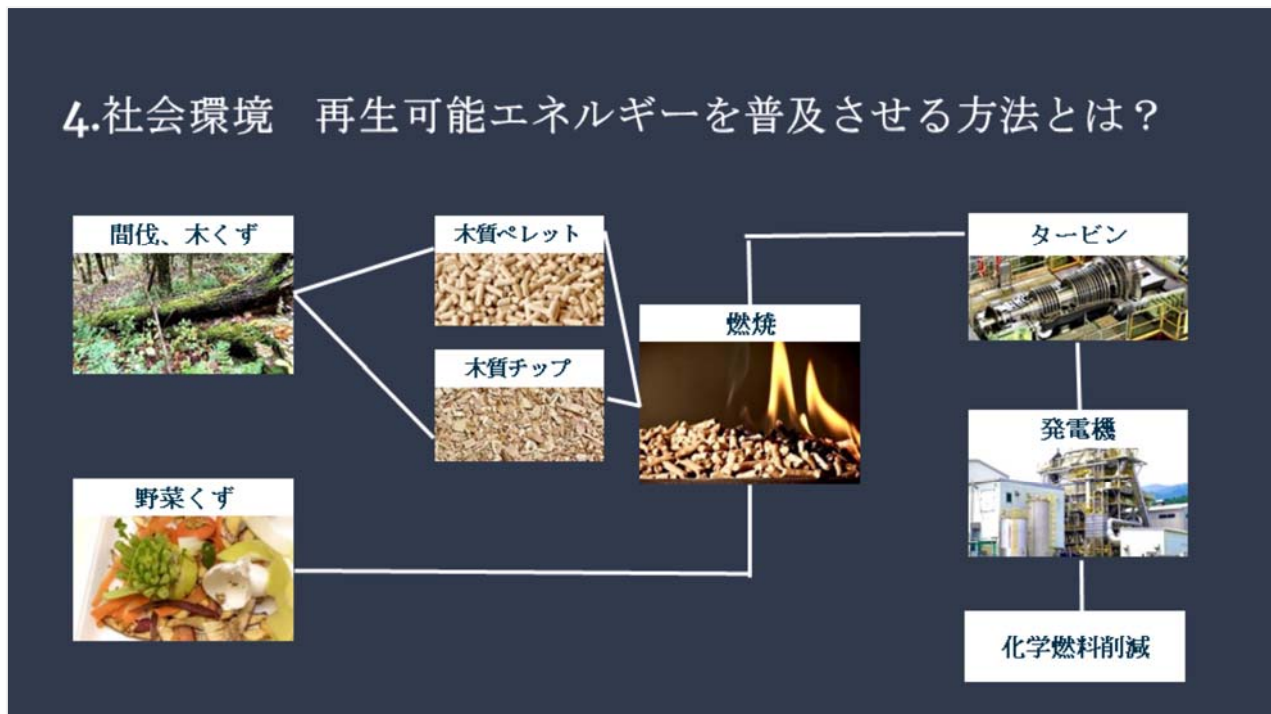 4.社会環境　再生可能エネルギーを普及させる方法とは？
間伐、木くず
木質ペレット
木質チップ
燃焼
タービン
発電機
野菜くず
化学燃料削減